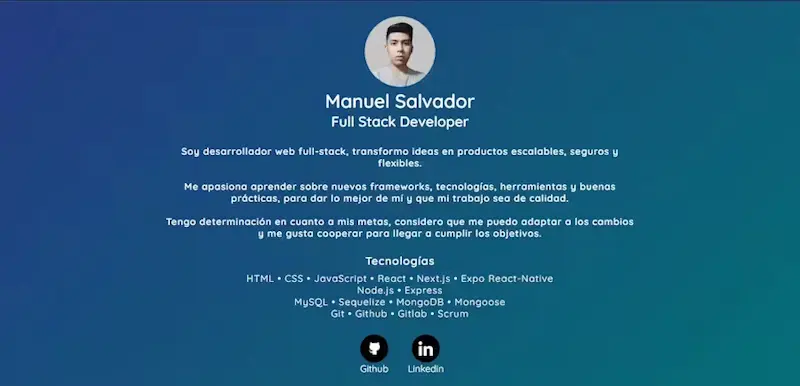 Manuel Salvador
Full Stack Developer
Soy desarrollador web full-stack, transformo ideas en productos escalables, seguros y
flexibles.
Me apasiona aprender sobre nuevos frameworks, tecnologías, herramientas y buenas
prácticas, para dar lo mejor de mí y que mi trabajo sea de calidad.
Tengo determinación en cuanto a mis metas, considero que me puedo adaptar a los cambios
y me gusta cooperar para llegar a cumplir los objetivos.
Tecnologías
HTML • CSS • JavaScript • React • Next.js • Expo React-Native
Node.js • Express
MySQL • Sequelize • MongoDB • Mongoose
Git • Github • Gitlab • Scrum
in
Github Linkedin